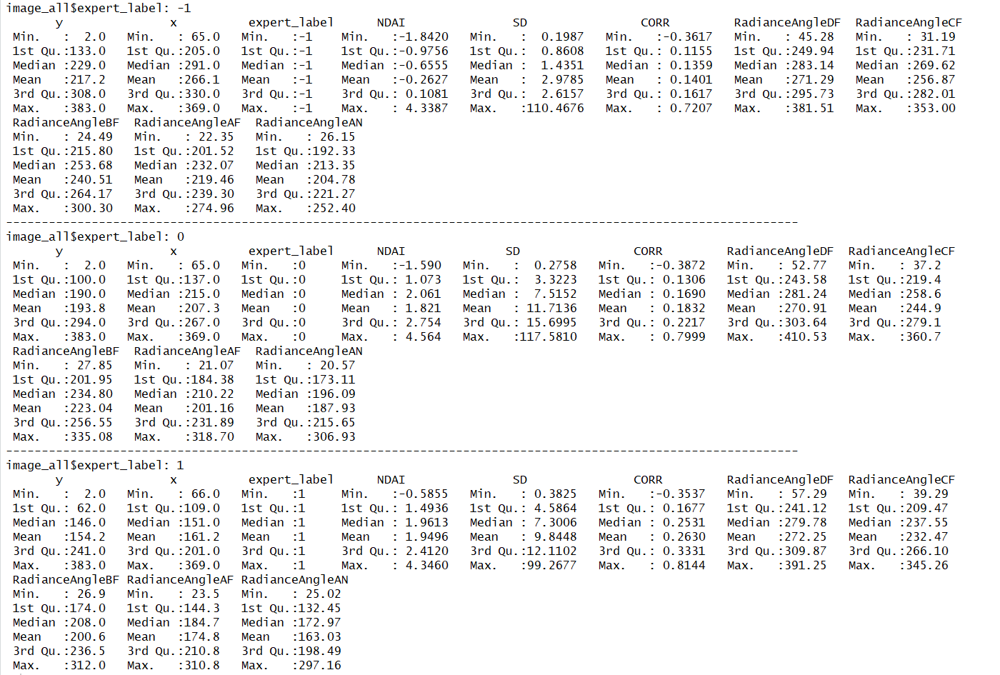 image_all$expert_label: -1
       y               x          expert_label      NDAI               SD                CORR         RadianceAngleDF  RadianceAngleCF
 Min.   :  2.0   Min.   : 65.0   Min.   :-1   Min.   :-1.8420   Min.   :  0.1987   Min.   :-0.3617   Min.   : 45.28   Min.   : 31.19
 1st Qu.:133.0   1st Qu.:205.0   1st Qu.:-1   1st Qu.:-0.9756   1st Qu.:  0.8608   1st Qu.: 0.1155   1st Qu.:249.94   1st Qu.:231.71
 Median :229.0   Median :291.0   Median :-1   Median :-0.6555   Median :  1.4351   Median : 0.1359   Median :283.14   Median :269.62
 Mean   :217.2   Mean   :266.1   Mean   :-1   Mean   :-0.2627   Mean   :  2.9785   Mean   : 0.1401   Mean   :271.29   Mean   :256.87
 3rd Qu.:308.0   3rd Qu.:330.0   3rd Qu.:-1   3rd Qu.: 0.1081   3rd Qu.:  2.6157   3rd Qu.: 0.1617   3rd Qu.:295.73   3rd Qu.:282.01
 Max.   :383.0   Max.   :369.0   Max.   :-1   Max.   : 4.3387   Max.   :110.4676   Max.   : 0.7207   Max.   :381.51   Max.   :353.00
 RadianceAngleBF  RadianceAngleAF  RadianceAngleAN
 Min.   : 24.49   Min.   : 22.35   Min.   : 26.15
 1st Qu.:215.80   1st Qu.:201.52   1st Qu.:192.33
 Median :253.68   Median :232.07   Median :213.35
 Mean   :240.51   Mean   :219.46   Mean   :204.78
 3rd Qu.:264.17   3rd Qu.:239.30   3rd Qu.:221.27
 Max.   :300.30   Max.   :274.96   Max.   :252.40
---------------------------------------------------------------------------------------------------------------
image_all$expert_label: 0
       y               x          expert_label      NDAI              SD                CORR         RadianceAngleDF  RadianceAngleCF
 Min.   :  2.0   Min.   : 65.0   Min.   :0    Min.   :-1.590   Min.   :  0.2758   Min.   :-0.3872   Min.   : 52.77   Min.   : 37.2
 1st Qu.:100.0   1st Qu.:137.0   1st Qu.:0    1st Qu.: 1.073   1st Qu.:  3.3223   1st Qu.: 0.1306   1st Qu.:243.58   1st Qu.:219.4
 Median :190.0   Median :215.0   Median :0    Median : 2.061   Median :  7.5152   Median : 0.1690   Median :281.24   Median :258.6
 Mean   :193.8   Mean   :207.3   Mean   :0    Mean   : 1.821   Mean   : 11.7136   Mean   : 0.1832   Mean   :270.91   Mean   :244.9
 3rd Qu.:294.0   3rd Qu.:267.0   3rd Qu.:0    3rd Qu.: 2.754   3rd Qu.: 15.6995   3rd Qu.: 0.2217   3rd Qu.:303.64   3rd Qu.:279.1
 Max.   :383.0   Max.   :369.0   Max.   :0    Max.   : 4.564   Max.   :117.5810   Max.   : 0.7999   Max.   :410.53   Max.   :360.7
 RadianceAngleBF  RadianceAngleAF  RadianceAngleAN
 Min.   : 27.85   Min.   : 21.07   Min.   : 20.57
 1st Qu.:201.95   1st Qu.:184.38   1st Qu.:173.11
 Median :234.80   Median :210.22   Median :196.09
 Mean   :223.04   Mean   :201.16   Mean   :187.93
 3rd Qu.:256.55   3rd Qu.:231.89   3rd Qu.:215.65
 Max.   :335.08   Max.   :318.70   Max.   :306.93
---------------------------------------------------------------------------------------------------------------
image_all$expert_label: 1
       y               x          expert_label      NDAI               SD               CORR         RadianceAngleDF  RadianceAngleCF
 Min.   :  2.0   Min.   : 66.0   Min.   :1    Min.   :-0.5855   Min.   : 0.3825   Min.   :-0.3537   Min.   : 57.29   Min.   : 39.29
 1st Qu.: 62.0   1st Qu.:109.0   1st Qu.:1    1st Qu.: 1.4936   1st Qu.: 4.5864   1st Qu.: 0.1677   1st Qu.:241.12   1st Qu.:209.47
 Median :146.0   Median :151.0   Median :1    Median : 1.9613   Median : 7.3006   Median : 0.2531   Median :279.78   Median :237.55
 Mean   :154.2   Mean   :161.2   Mean   :1    Mean   : 1.9496   Mean   : 9.8448   Mean   : 0.2630   Mean   :272.25   Mean   :232.47
 3rd Qu.:241.0   3rd Qu.:201.0   3rd Qu.:1    3rd Qu.: 2.4120   3rd Qu.:12.1102   3rd Qu.: 0.3331   3rd Qu.:309.87   3rd Qu.:266.10
 Max.   :383.0   Max.   :369.0   Max.   :1    Max.   : 4.3460   Max.   :99.2677   Max.   : 0.8144   Max.   :391.25   Max.   :345.26
 RadianceAngleBF RadianceAngleAF RadianceAngleAN
 Min.   : 26.9   Min.   : 23.5   Min.   : 25.02
 1st Qu.:174.0   1st Qu.:144.3   1st Qu.:132.45
 Median :208.0   Median :184.7   Median :172.97
 Mean   :200.6   Mean   :174.8   Mean   :163.03
 3rd Qu.:236.5   3rd Qu.:210.8   3rd Qu.:198.49
 Max.   :312.0   Max.   :310.8   Max.   :297.16